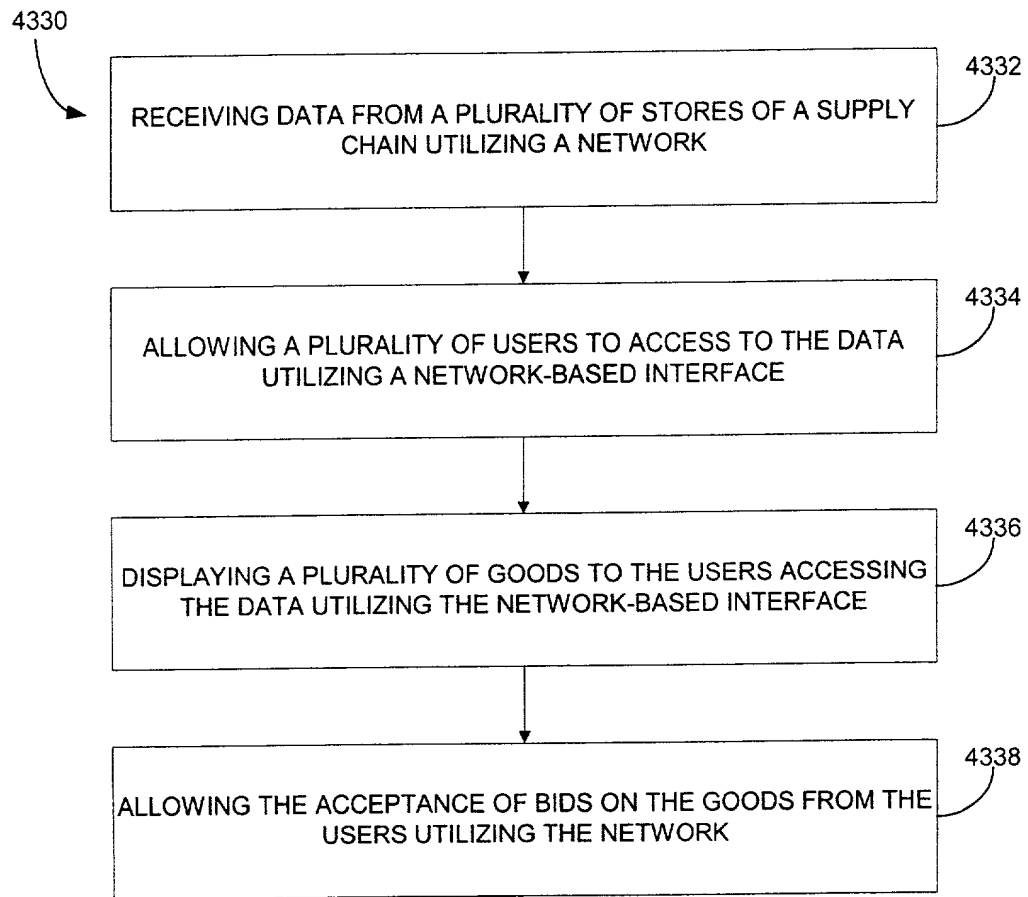 4330
4332
RECEIVING DATA FROM A PLURALITY OF STORES OF A SUPPLY
CHAIN UTILIZING A NETWORK
4334
ALLOWING A PLURALITY OF USERS TO ACCESS TO THE DATA
UTILIZING A NETWORK-BASED INTERFACE
4336
DISPLAYING A PLURALITY OF GOODS TO THE USERS ACCESSING
THE DATA UTILIZING THE NETWORK-BASED INTERFACE
4338
ALLOWING THE ACCEPTANCE OF BIDS ON THE GOODS FROM THE
USERS UTILIZING THE NETWORK